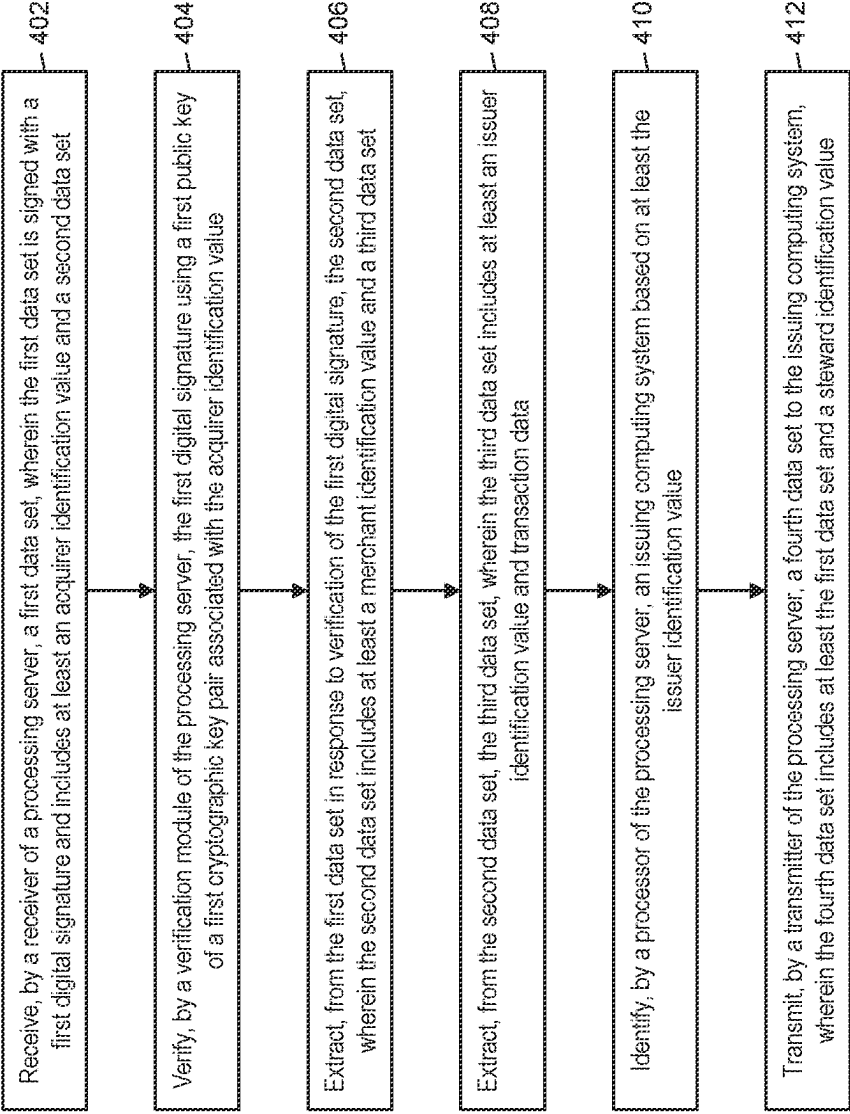 Receive, by a receiver of a processing server, a first data set, wherein the first data set is signed with a
first digital signature and includes at least an acquirer identification value and a second data set
402
Verify, by a verification module of the processing server, the first digital signature using a first public key
of a first cryptographic key pair associated with the acquirer identification value
404
Extract, from the first data set in response to verification of the first digital signature, the second data set,
wherein the second data set includes at least a merchant identification value and a third data set
406
Extract, from the second data set, the third data set, wherein the third data set includes at least an issuer
identification value and transaction data
408
Identify, by a processor of the processing server, an issuing computing system based on at least the
issuer identification value
410
Transmit, by a transmitter of the processing server, a fourth data set to the issuing computing system,
wherein the fourth data set includes at least the first data set and a steward identification value
412